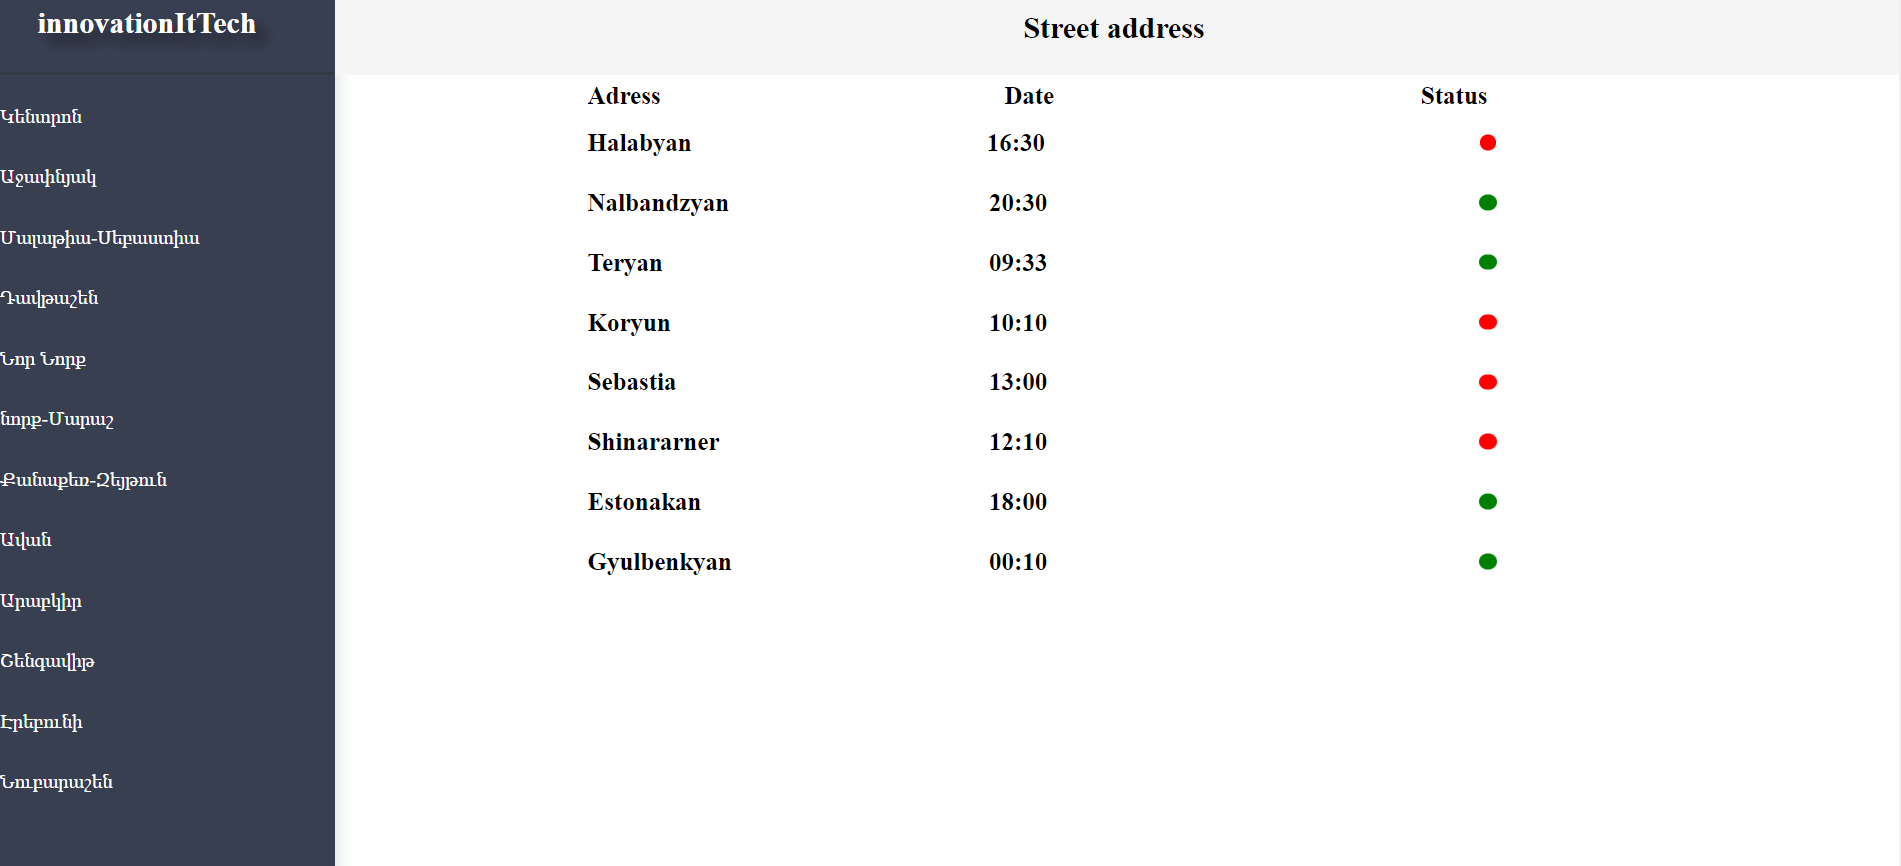 innovationItTech
Կենտրոն
Աջափնյակ
Մալաթիա-Սեբաստիա
Դավթաշեն
Նոր Նորք
նորք-Մարաշ
Քանաքեռ-Զեյթուն
Ավան
Արաբկիր
Շենգավիթ
Էրեբունի
Նուբարաշեն
Street address
Adress Date Status
Halabyan 16:30
Nalbandzyan 20:30
Teryan 09:33
Koryun 10:10
Sebastia 13:00
Shinararner 12:10
Estonakan 18:00
Gyulbenkyan 00:10